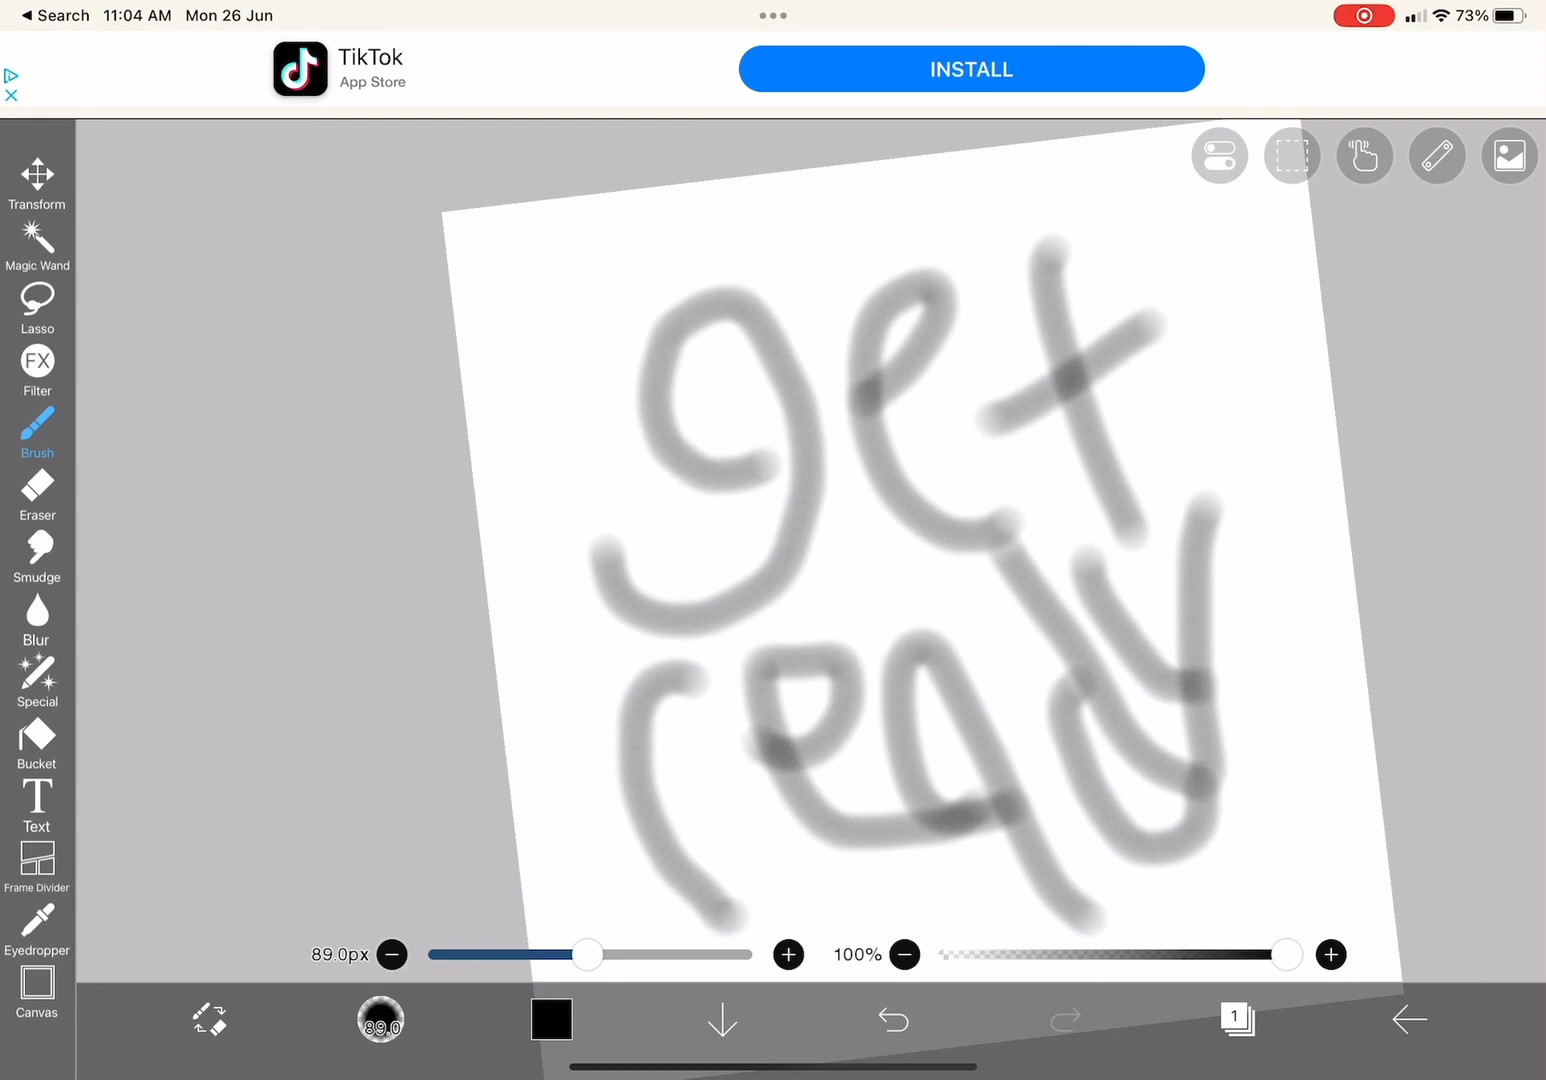 Search 11:04 AM Mon 26 Jun
73%
TikTok
App Store
INSTALL
Transform
Magic Wand
Lasso
FX
Filter
Brush
Eraser
Smudge
Blur
Special
Bucket
T
Text
Frame Divider
Eyedropper
Canvas
get
ready
89.0px
100%
89.0
1